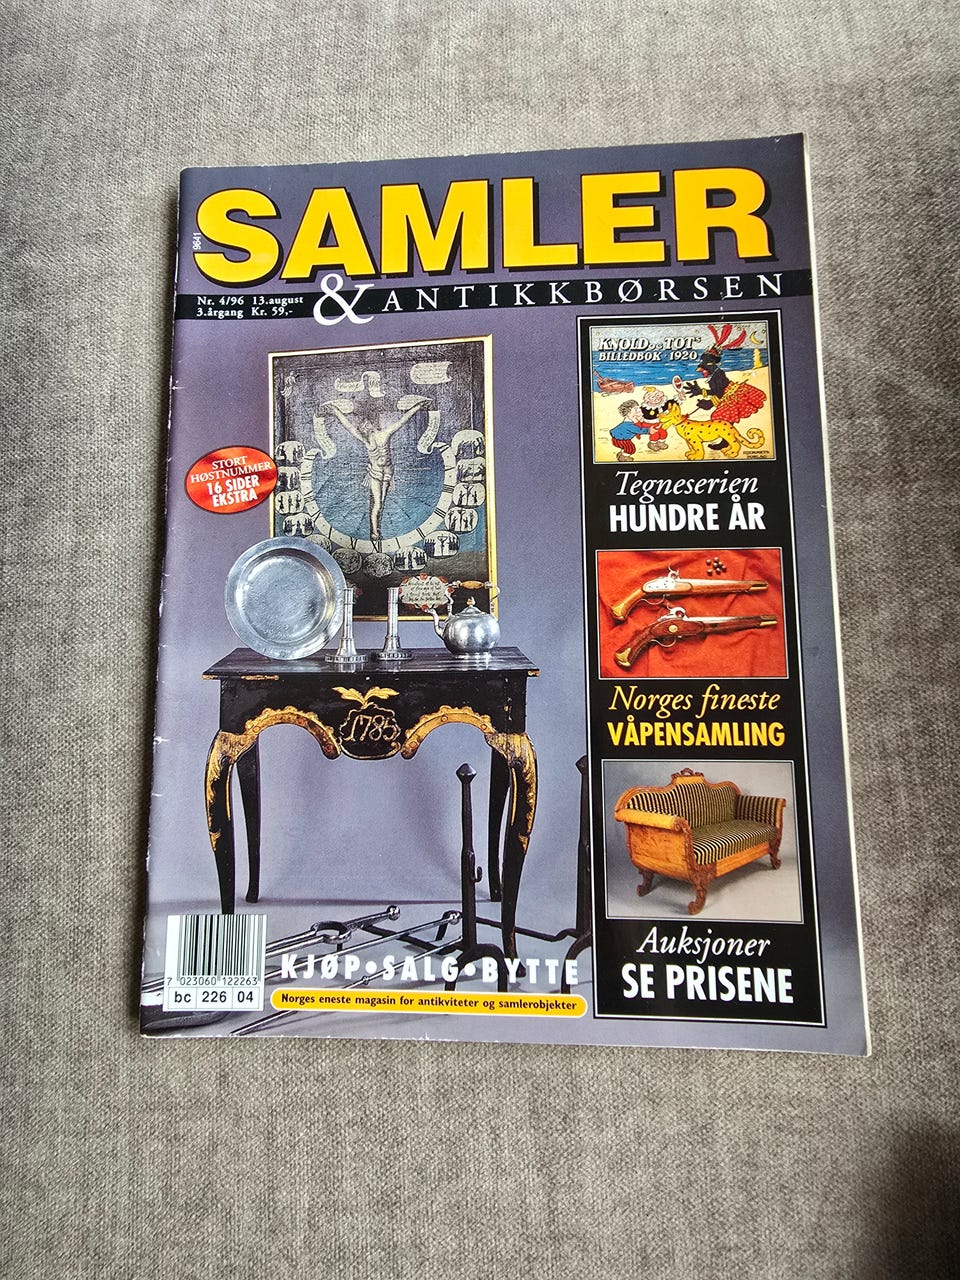 SAMLER
& ANTIKKBØRSEN
9641
Nr. 4/96 13.august
3.årgang Kr. 59,-
KNOLD og TOT'S
BILLEDBOK · 1920
Tegneserien
HUNDRE ÅR
STORT
HØSTNUMMER
16 SIDER
EKSTRA
Norges fineste
VÅPENSAMLING
1785
Auksjoner
SE PRISENE
KJØP•SALG•BYTTE
Norges eneste magasin for antikviteter og samlerobjekter
7 023060 122263
bc 226 04